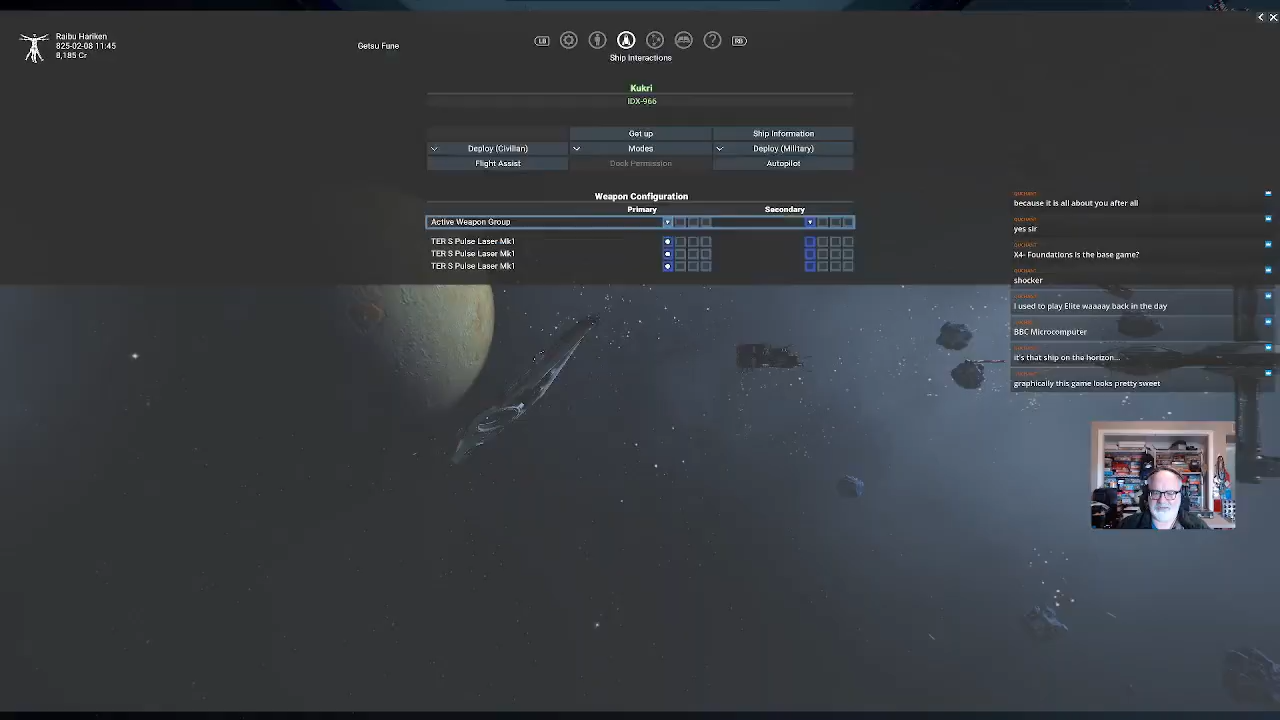 Raibu Hariken
825-02-08 11:45
8,185 Cr
Getsu Fune
LB
?
RB
Ship Interactions
Kukri
IDX-966
Get up
Ship Information
Deploy (Civilian)
Modes
Deploy (Military)
Flight Assist
Dock Permission
Autopilot
Weapon Configuration
Primary
Secondary
Active Weapon Group
TER S Pulse Laser Mk1
TER S Pulse Laser Mk1
TER S Pulse Laser Mk1
because it is all about you after all
yes sir
X4- Foundations is the base game?
shocker
I used to play Elite waaaay back in the day
BBC Microcomputer
it's that ship on the horizon...
graphically this game looks pretty sweet